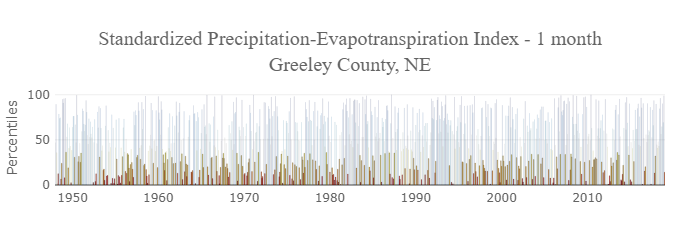 Standardized Precipitation-Evapotranspiration Index - 1 month
Greeley County, NE
Percentiles
100
50
0
1950 1960 1970 1980 1990 2000 2010